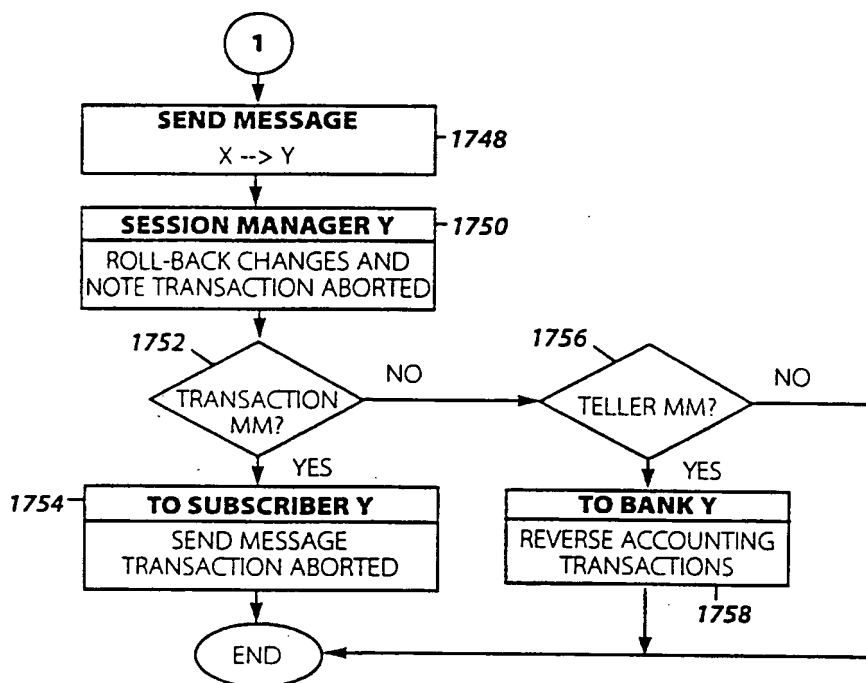 1
SEND MESSAGE
X --> Y
1748
SESSION MANAGER Y
1750
ROLL-BACK CHANGES AND
NOTE TRANSACTION ABORTED
1752
TRANSACTION
MM?
NO
YES
1756
TELLER MM?
NO
YES
1754
TO SUBSCRIBER Y
SEND MESSAGE
TRANSACTION ABORTED
TO BANK Y
REVERSE ACCOUNTING
TRANSACTIONS
1758
END